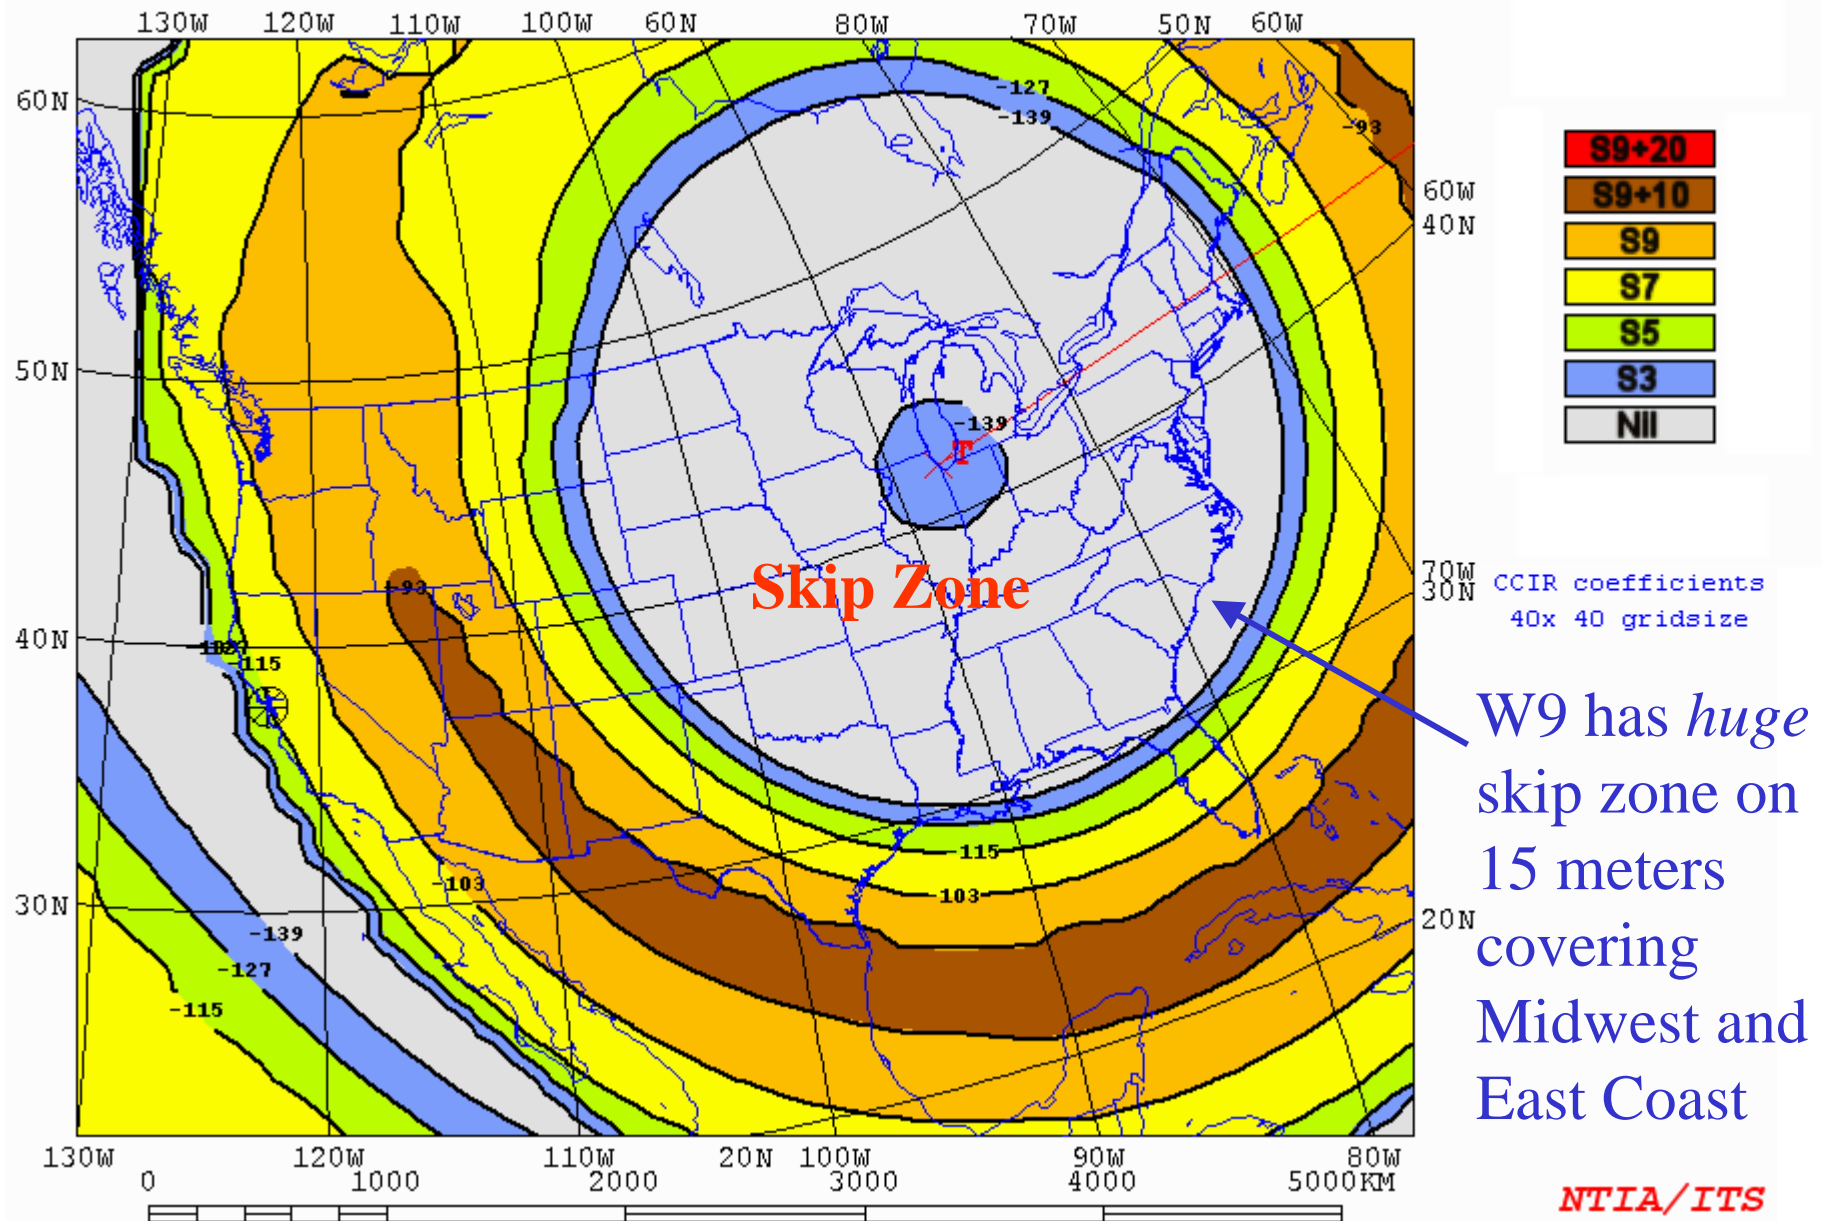 130W 120W 110W 100W 60N 80W 70W 50N 60W
60N
50N
40N
30N
60W
40N
70W
30N
20N
-127
-139
-93
-139
T
-93
Skip Zone
-115
-115
-103
-103
-139
-127
-115
130W 120W 110W 20N 100W 90W 80W
0 1000 2000 3000 4000 5000KM
S9+20
S9+10
S9
S7
S5
S3
Nil
CCIR coefficients
40x 40 gridsize
W9 has huge
skip zone on
15 meters
covering
Midwest and
East Coast
NTIA/ITS